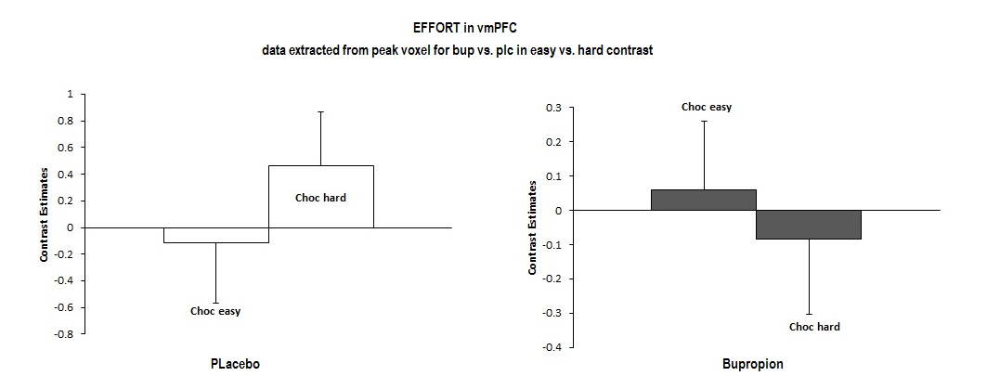 EFFORT in vmPFC
data extracted from peak voxel for bup vs. plc in easy vs. hard contrast
Contrast Estimates
1
0.8
0.6
0.4
0.2
0
-0.2
-0.4
-0.6
-0.8
Choc hard
Choc easy
PLacebo
Contrast Estimates
0.3
0.2
0.1
0
-0.1
-0.2
-0.3
-0.4
Choc easy
Choc hard
Bupropion